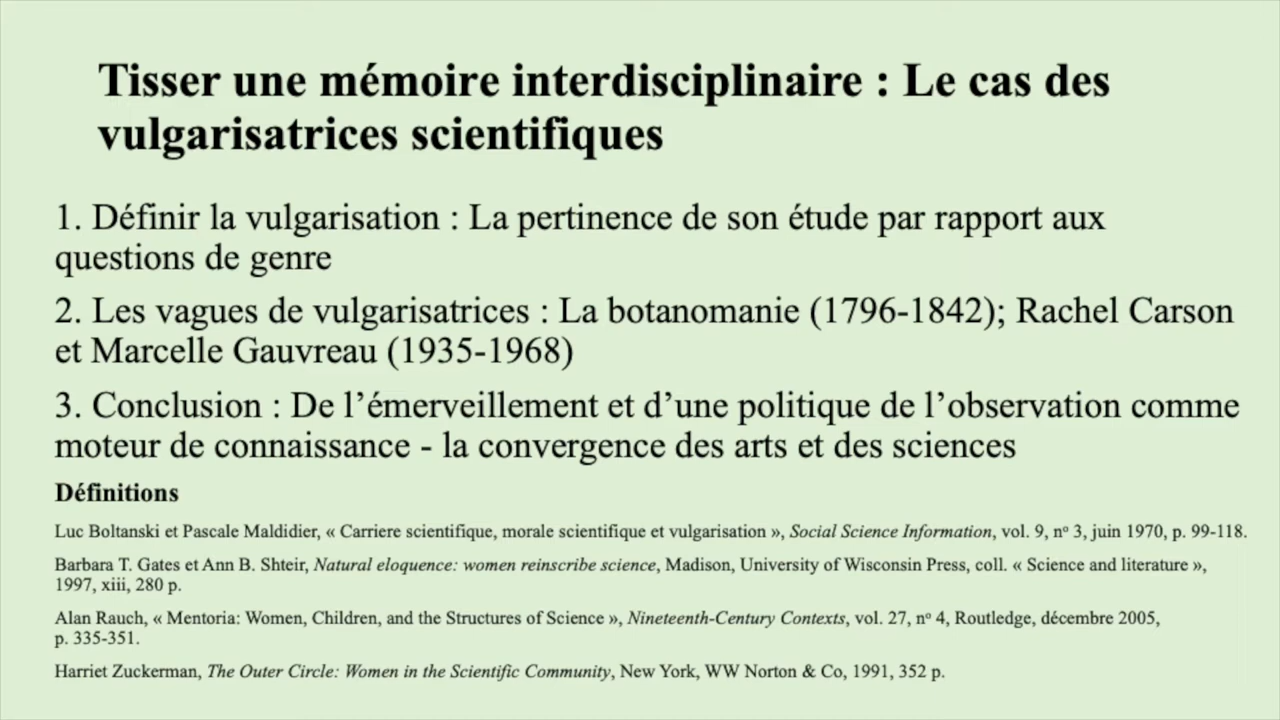 Tisser une mémoire interdisciplinaire : Le cas des
vulgarisatrices scientifiques
1. Définir la vulgarisation : La pertinence de son étude par rapport aux
questions de genre
2. Les vagues de vulgarisatrices : La botanomanie (1796-1842); Rachel Carson
et Marcelle Gauvreau (1935-1968)
3. Conclusion : De l’émerveillement et d’une politique de l’observation comme
moteur de connaissance - la convergence des arts et des sciences
Définitions
Luc Boltanski et Pascale Maldidier, « Carriere scientifique, morale scientifique et vulgarisation », Social Science Information, vol. 9, nº 3, juin 1970, p. 99-118.
Barbara T. Gates et Ann B. Shteir, Natural eloquence: women reinscribe science, Madison, University of Wisconsin Press, coll. « Science and literature »,
1997, xiii, 280 p.
Alan Rauch, « Mentoria: Women, Children, and the Structures of Science », Nineteenth-Century Contexts, vol. 27, nº 4, Routledge, décembre 2005,
p. 335-351.
Harriet Zuckerman, The Outer Circle: Women in the Scientific Community, New York, WW Norton & Co, 1991, 352 p.